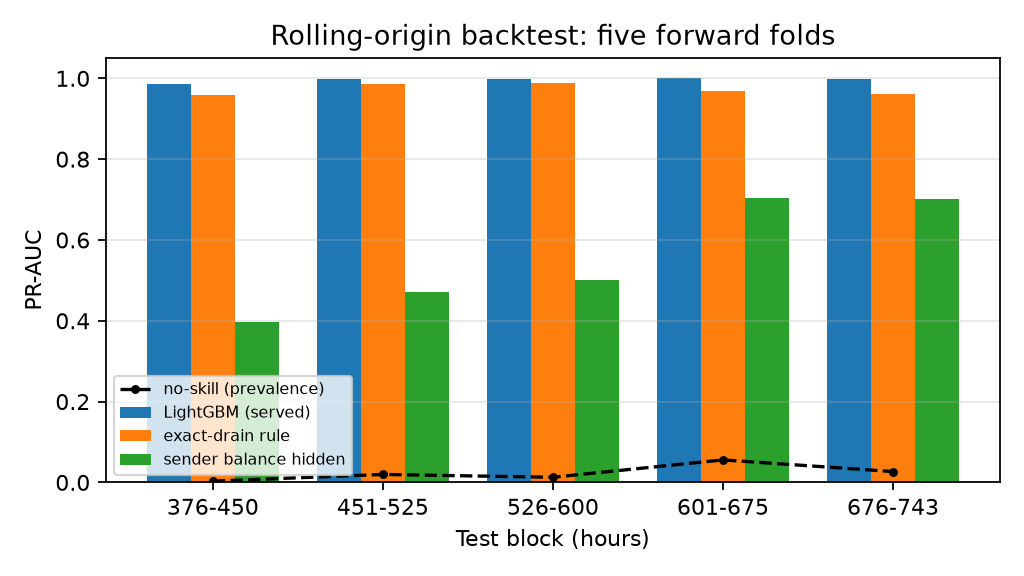 Rolling-origin backtest: five forward folds
PR-AUC
1.0
0.8
0.6
0.4
0.2
0.0
no-skill (prevalence)
LightGBM (served)
exact-drain rule
sender balance hidden
376-450 451-525 526-600 601-675 676-743
Test block (hours)